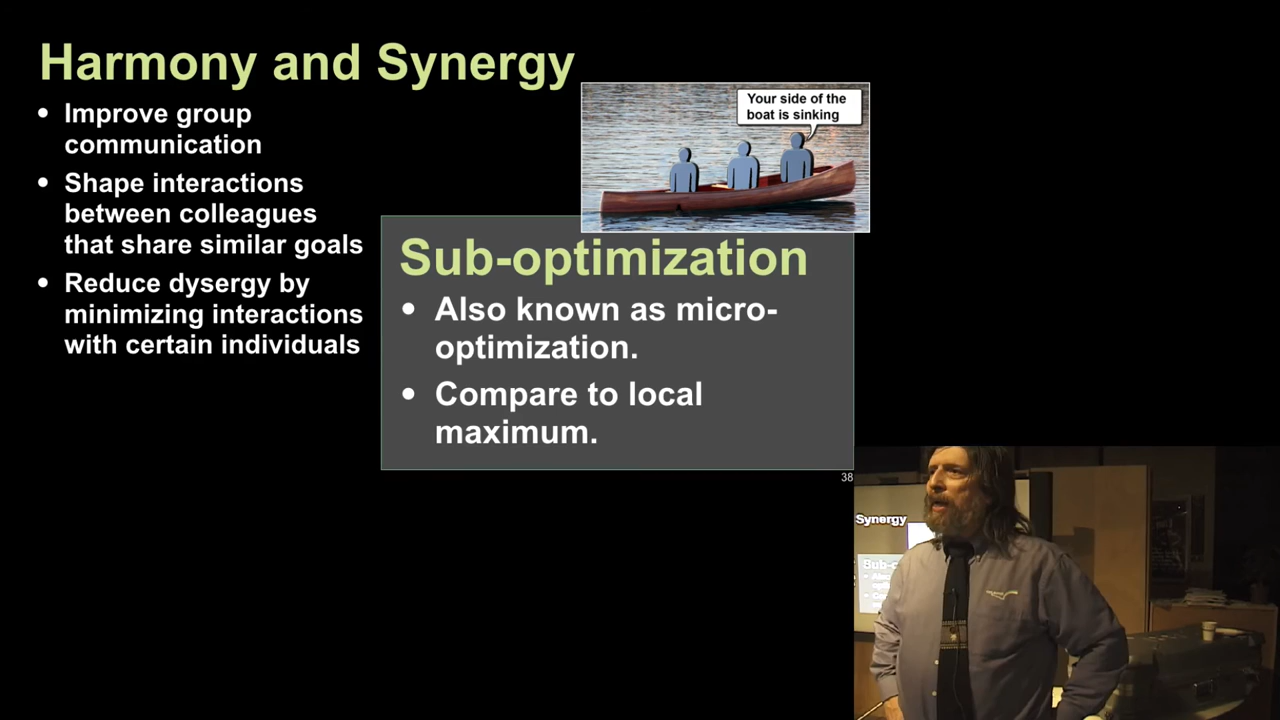 Harmony and Synergy
• Improve group
communication
• Shape interactions
between colleagues
that share similar goals
• Reduce dysergy by
minimizing interactions
with certain individuals
Your side of the
boat is sinking
Sub-optimization
• Also known as micro-
optimization.
• Compare to local
maximum.
38
Synergy